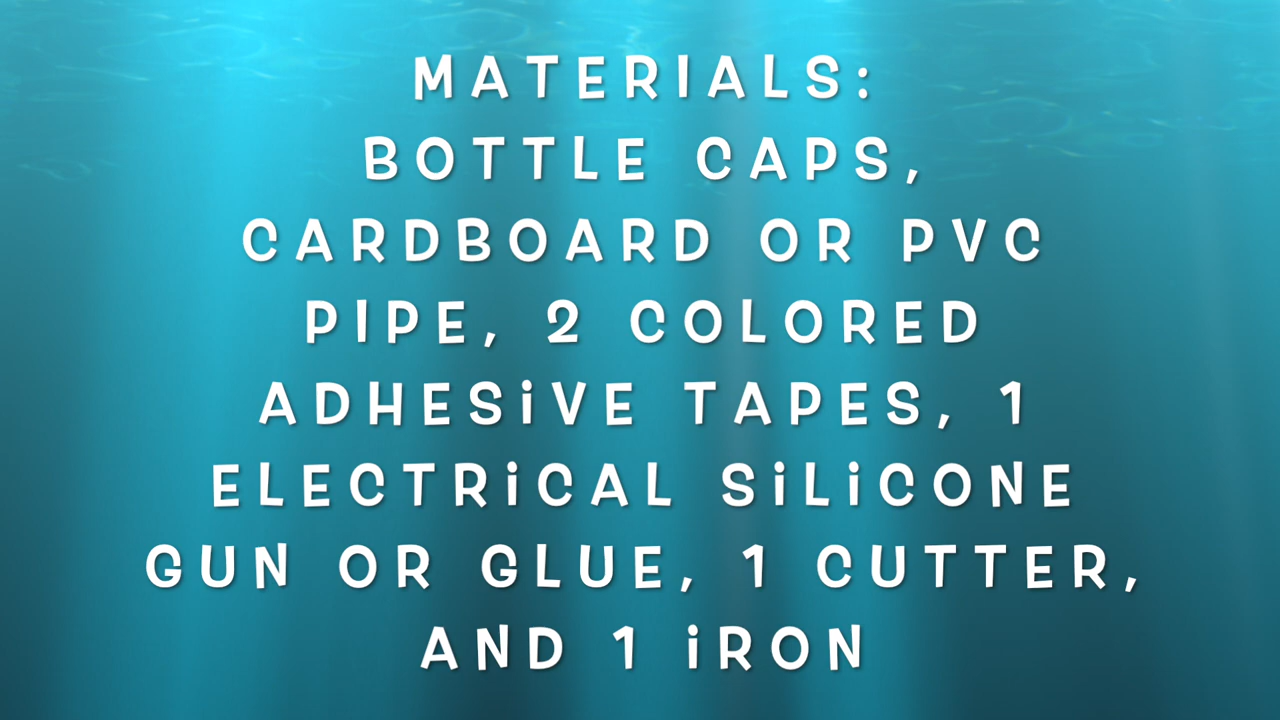 MATERIALS:
BOTTLE CAPS,
CARDBOARD OR PVC
PIPE, 2 COLORED
ADHESiVE TAPES, 1
ELECTRiCAL SiLiCONE
GUN OR GLUE, 1 CUTTER,
AND 1 iRON